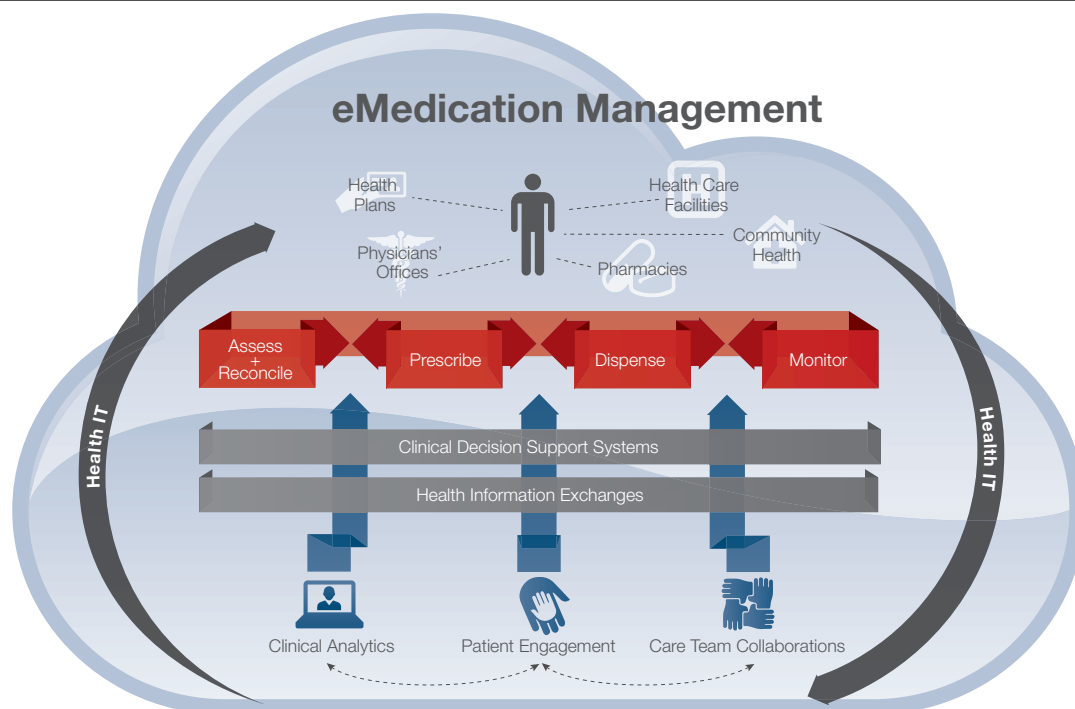 eMedication Management
Health
Plans
Health Care
Facilities
Physicians'
Offices
Community
Health
Pharmacies
Assess
+
Reconcile
Prescribe
Dispense
Monitor
Health IT
Health IT
Clinical Decision Support Systems
Health Information Exchanges
Clinical Analytics
Patient Engagement
Care Team Collaborations